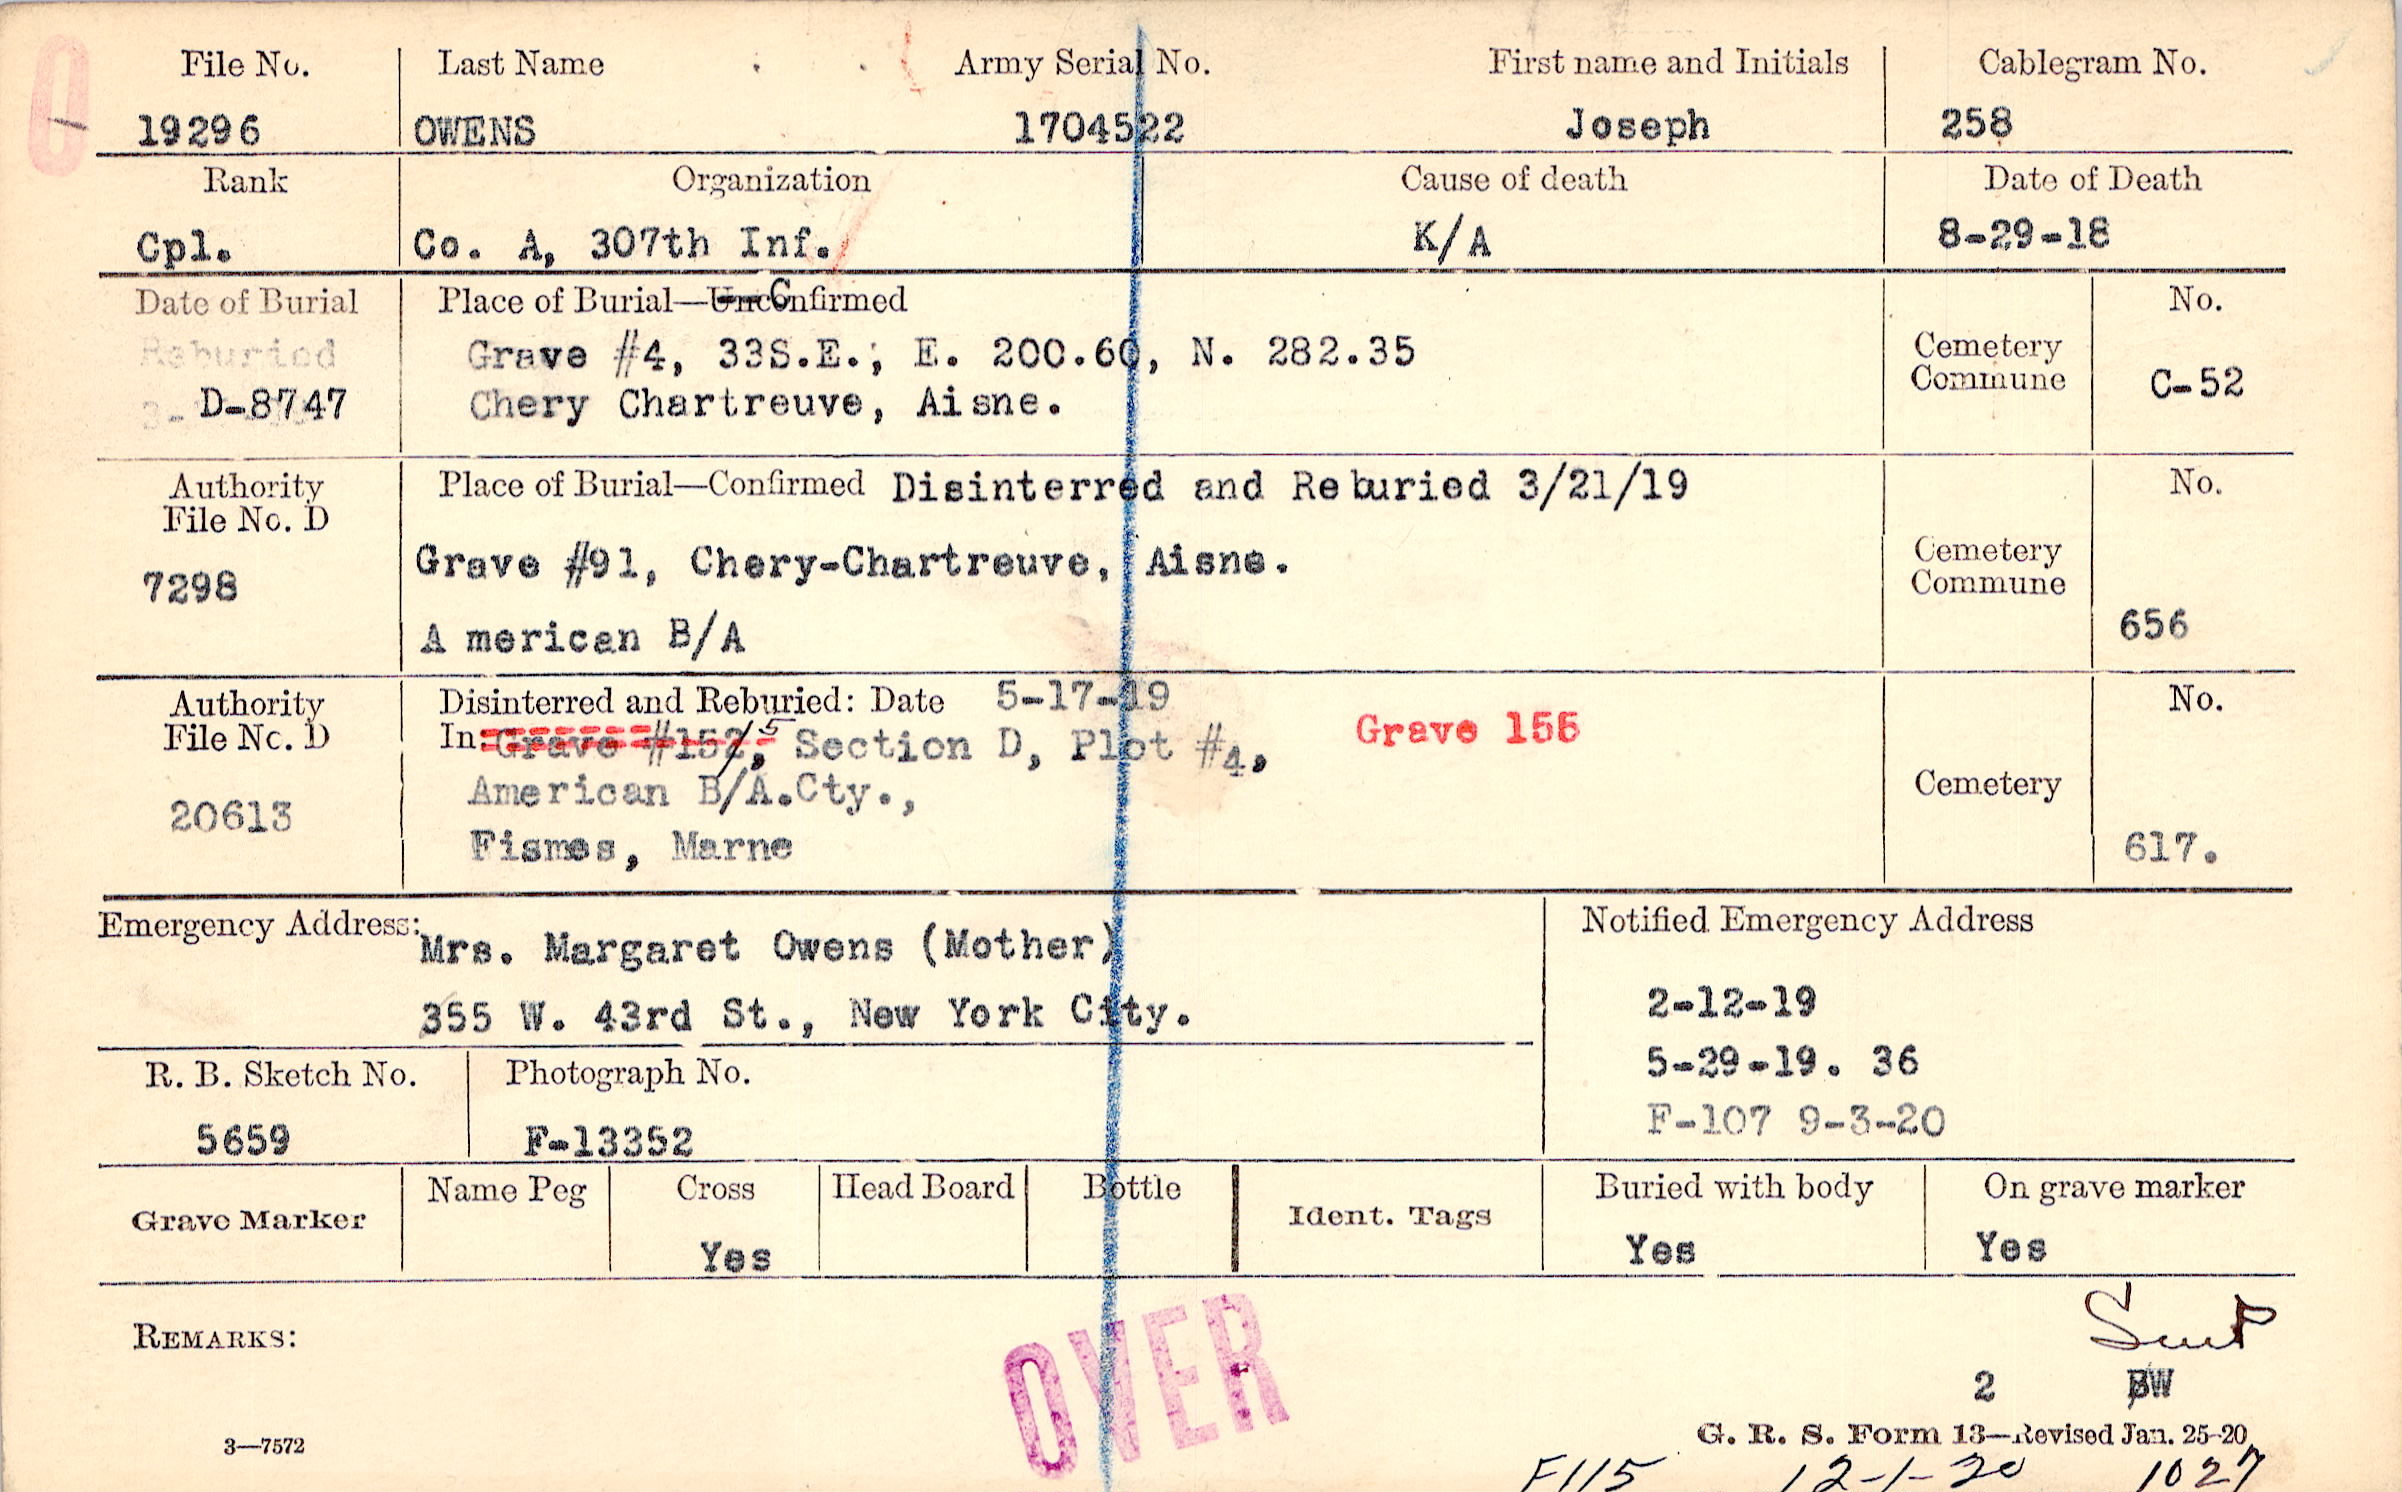 File No. Last Name Army Serial No. First name and Initials Cablegram No.
19296 OWENS 1704522 Joseph 258
Rank Organization Cause of death Date of Death
Cpl. Co. A, 307th Inf. K/A 8-29-18
Date of Burial Place of Burial—UncConfirmed No.
Reburied Grave #4, 33S.E.; E. 200.60, N. 282.35 Cemetery
Commune
D-8747 Chery Chartreuve, Aisne. C-52
Authority Place of Burial—Confirmed Disinterred and Reburied 3/21/19 No.
File No. D
7298 Grave #91, Chery-Chartreuve, Aisne. Cemetery
Commune
A merican B/A 656
Authority Disinterred and Reburied: Date 5-17-19 No.
File No. D In: Grave #152, 5 Section D, Plot #4, Grave 155
American B/A.Cty., Cemetery
20613
Fismes, Marne 617.
Emergency Address: Mrs. Margaret Owens (Mother) Notified Emergency Address
355 W. 43rd St., New York City. 2-12-19
R. B. Sketch No. Photograph No. 5-29-19. 36
5659 F-13352 F-107 9-3-20
Grave Marker Name Peg Cross Head Board Bottle Ident. Tags Buried with body On grave marker
Yes Yes Yes
REMARKS:
OVER
2 BW
3—7572 G. R. S. Form 13—Revised Jan. 25-20
F115 12-1-20 1027